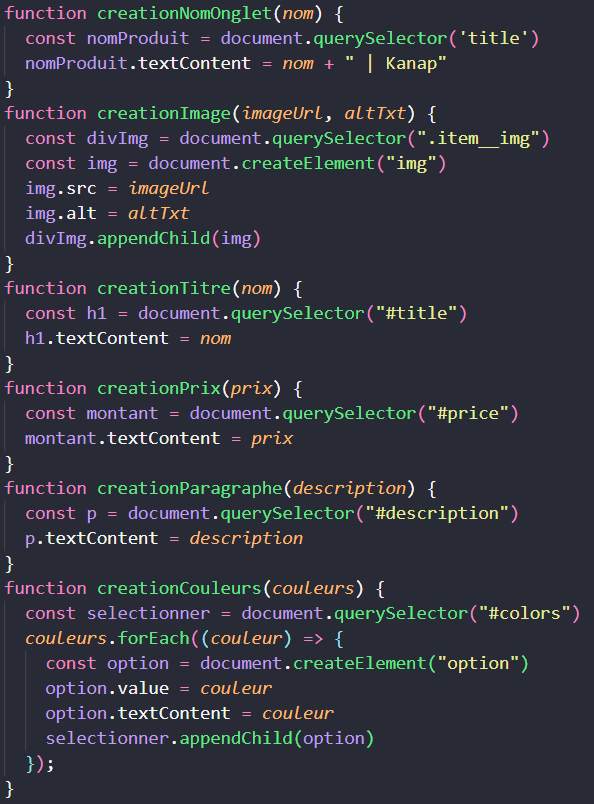 function creationNomOnglet(nom) {
  const nomProduit = document.querySelector('title')
  nomProduit.textContent = nom + " | Kanap"
}
function creationImage(imageUrl, altTxt) {
  const divImg = document.querySelector(".item__img")
  const img = document.createElement("img")
  img.src = imageUrl
  img.alt = altTxt
  divImg.appendChild(img)
}
function creationTitre(nom) {
  const h1 = document.querySelector("#title")
  h1.textContent = nom
}
function creationPrix(prix) {
  const montant = document.querySelector("#price")
  montant.textContent = prix
}
function creationParagraphe(description) {
  const p = document.querySelector("#description")
  p.textContent = description
}
function creationCouleurs(couleurs) {
  const selectionner = document.querySelector("#colors")
  couleurs.forEach((couleur) => {
    const option = document.createElement("option")
    option.value = couleur
    option.textContent = couleur
    selectionner.appendChild(option)
  });
}